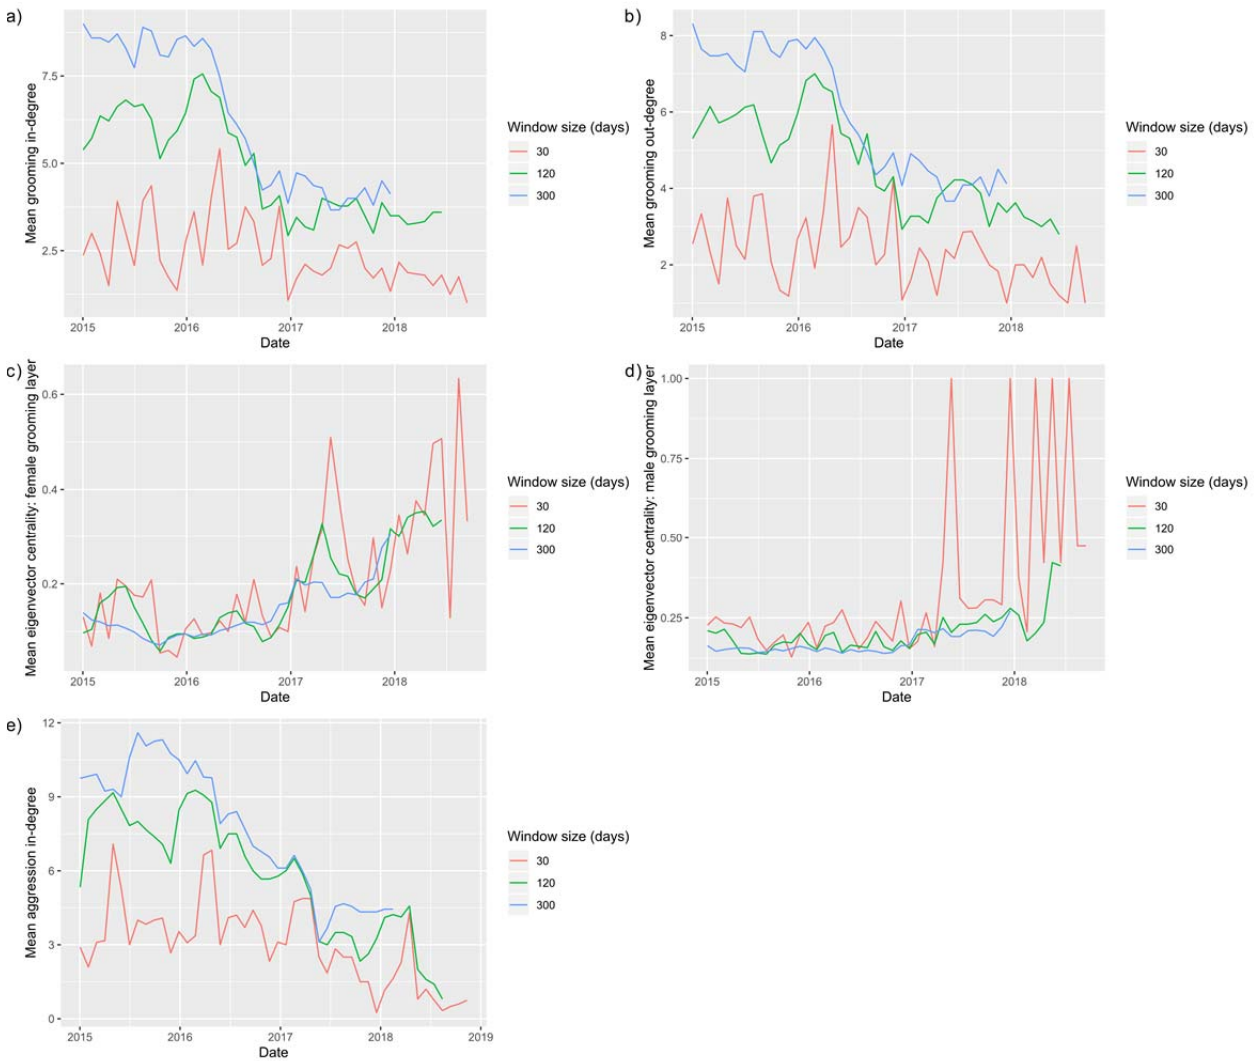 a)
Mean grooming in-degree
7.5
5.0
2.5
2015 2016 2017 2018
Date
Window size (days)
30
120
300
b)
Mean grooming out-degree
8
6
4
2
2015 2016 2017 2018
Date
Window size (days)
30
120
300
c)
Mean eigenvector centrality: female grooming layer
0.6
0.4
0.2
2015 2016 2017 2018
Date
Window size (days)
30
120
300
d)
Mean eigenvector centrality: male grooming layer
1.00
0.75
0.50
0.25
2015 2016 2017 2018
Date
Window size (days)
30
120
300
e)
Mean aggression in-degree
12
9
6
3
0
2015 2016 2017 2018 2019
Date
Window size (days)
30
120
300